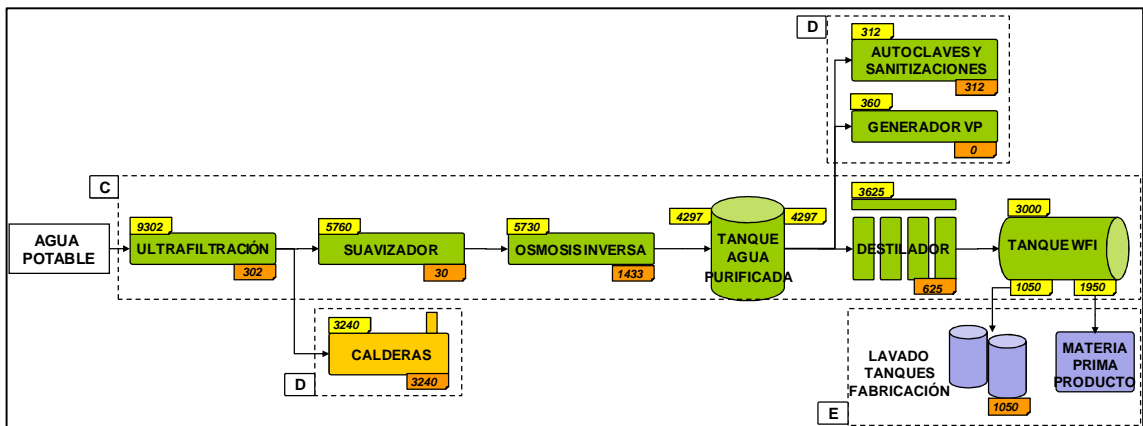 D
312
AUTOCLAVES Y
SANITIZACIONES
312
360
GENERADOR VP
0
C
AGUA
POTABLE
9302
ULTRAFILTRACIÓN
302
5760
SUAVIZADOR
30
5730
OSMOSIS INVERSA
1433
4297
4297
TANQUE
AGUA
PURIFICADA
3625
DESTILADOR
625
3000
TANQUE WFI
1050
1950
3240
CALDERAS
3240
D
LAVADO
TANQUES
FABRICACIÓN
1050
MATERIA
PRIMA
PRODUCTO
E